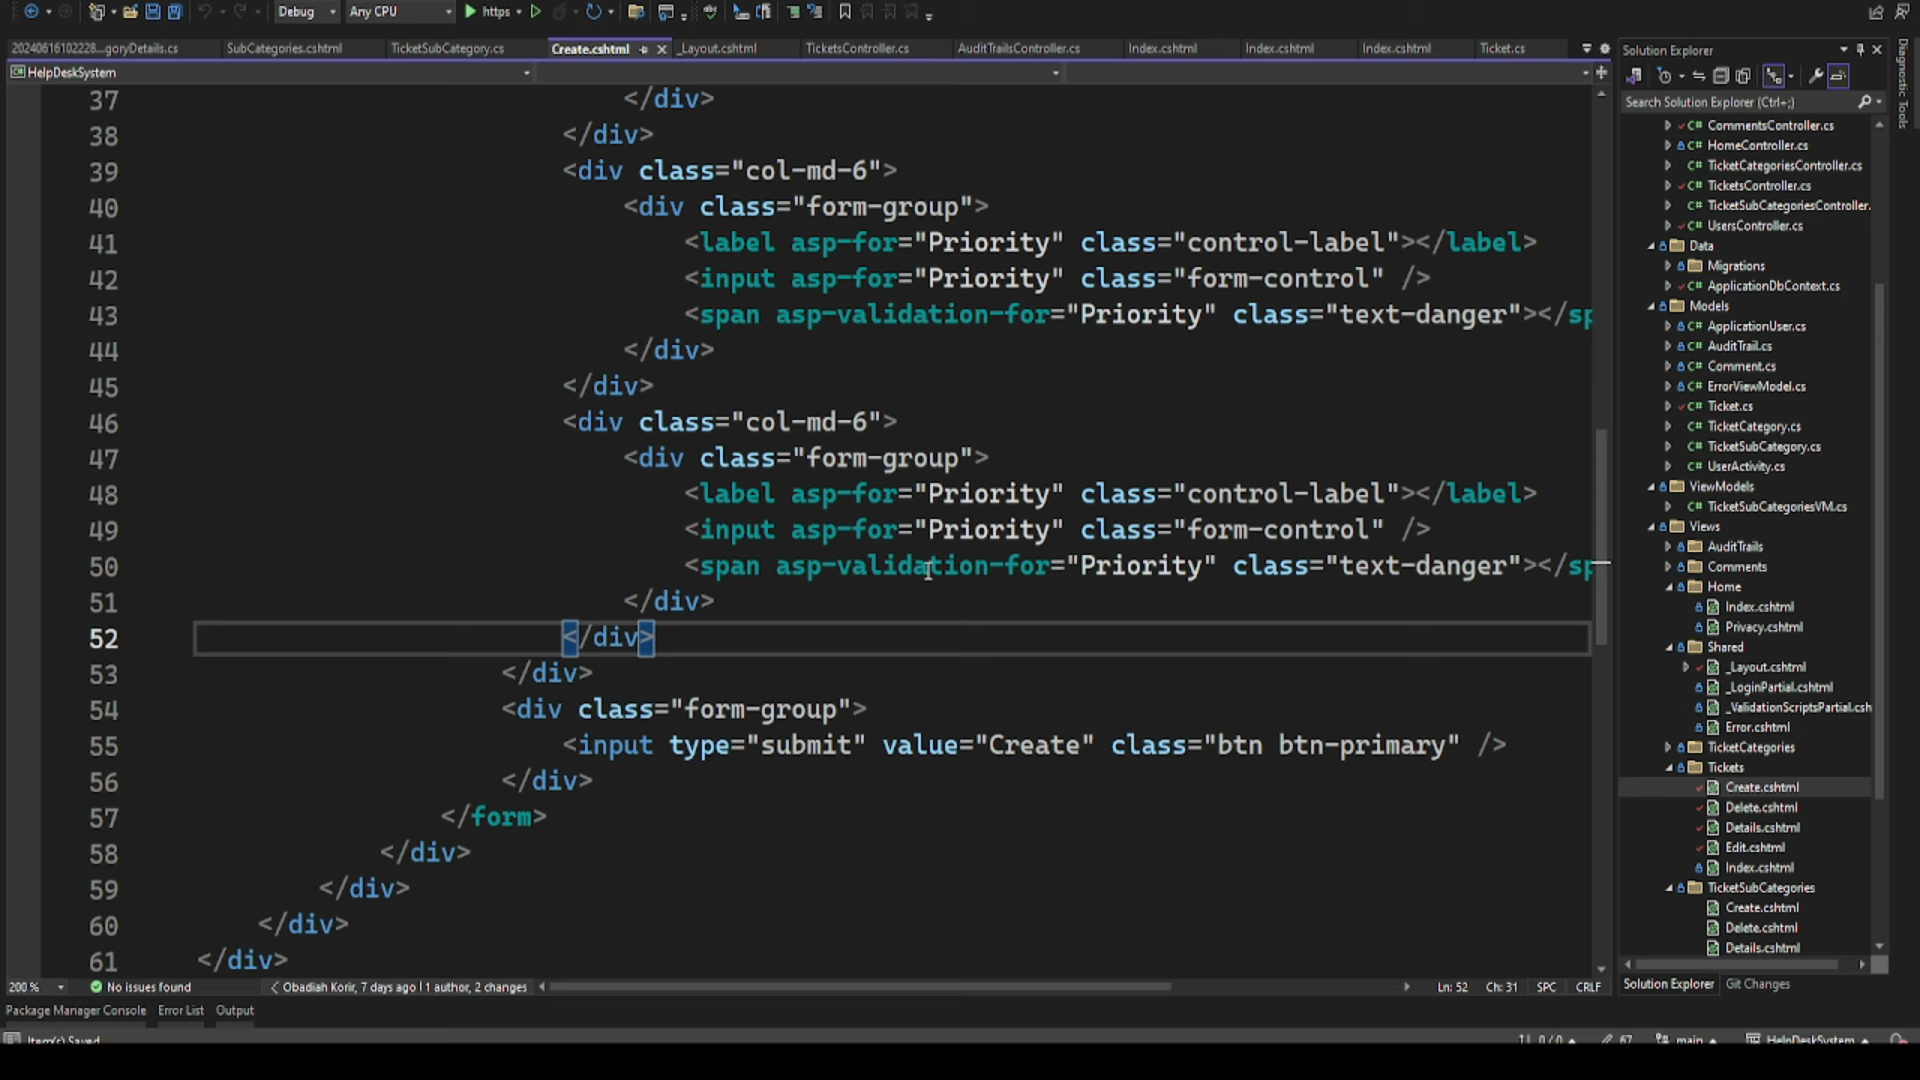 Debug
Any CPU
https
20240616102228...goryDetails.cs
SubCategories.cshtml
TicketSubCategory.cs
Create.cshtml
_Layout.cshtml
TicketsController.cs
AuditTrailsController.cs
Index.cshtml
Index.cshtml
Index.cshtml
Ticket.cs
HelpDeskSystem
37 </div>
38 </div>
39 <div class="col-md-6">
40 <div class="form-group">
41 <label asp-for="Priority" class="control-label"></label>
42 <input asp-for="Priority" class="form-control" />
43 <span asp-validation-for="Priority" class="text-danger"></sp
44 </div>
45 </div>
46 <div class="col-md-6">
47 <div class="form-group">
48 <label asp-for="Priority" class="control-label"></label>
49 <input asp-for="Priority" class="form-control" />
50 <span asp-validation-for="Priority" class="text-danger"></sp
51 </div>
52 </div>
53 </div>
54 <div class="form-group">
55 <input type="submit" value="Create" class="btn btn-primary" />
56 </div>
57 </form>
58 </div>
59 </div>
60 </div>
61 </div>
200 %
No issues found
Obadiah Korir, 7 days ago | 1 author, 2 changes
Ln: 52
Ch: 31
SPC
CRLF
Package Manager Console
Error List
Output
Item(s) Saved
Solution Explorer
Search Solution Explorer (Ctrl+;)
C# CommentsController.cs
C# HomeController.cs
C# TicketCategoriesController.cs
C# TicketsController.cs
C# TicketSubCategoriesController.
C# UsersController.cs
Data
Migrations
C# ApplicationDbContext.cs
Models
C# ApplicationUser.cs
C# AuditTrail.cs
C# Comment.cs
C# ErrorViewModel.cs
C# Ticket.cs
C# TicketCategory.cs
C# TicketSubCategory.cs
C# UserActivity.cs
ViewModels
C# TicketSubCategoriesVM.cs
Views
AuditTrails
Comments
Home
Index.cshtml
Privacy.cshtml
Shared
_Layout.cshtml
_LoginPartial.cshtml
_ValidationScriptsPartial.csh
Error.cshtml
TicketCategories
Tickets
Create.cshtml
Delete.cshtml
Details.cshtml
Edit.cshtml
Index.cshtml
TicketSubCategories
Create.cshtml
Delete.cshtml
Details.cshtml
Solution Explorer
Git Changes
0 / 0
67
main
HelpDeskSystem
Diagnostic Tools